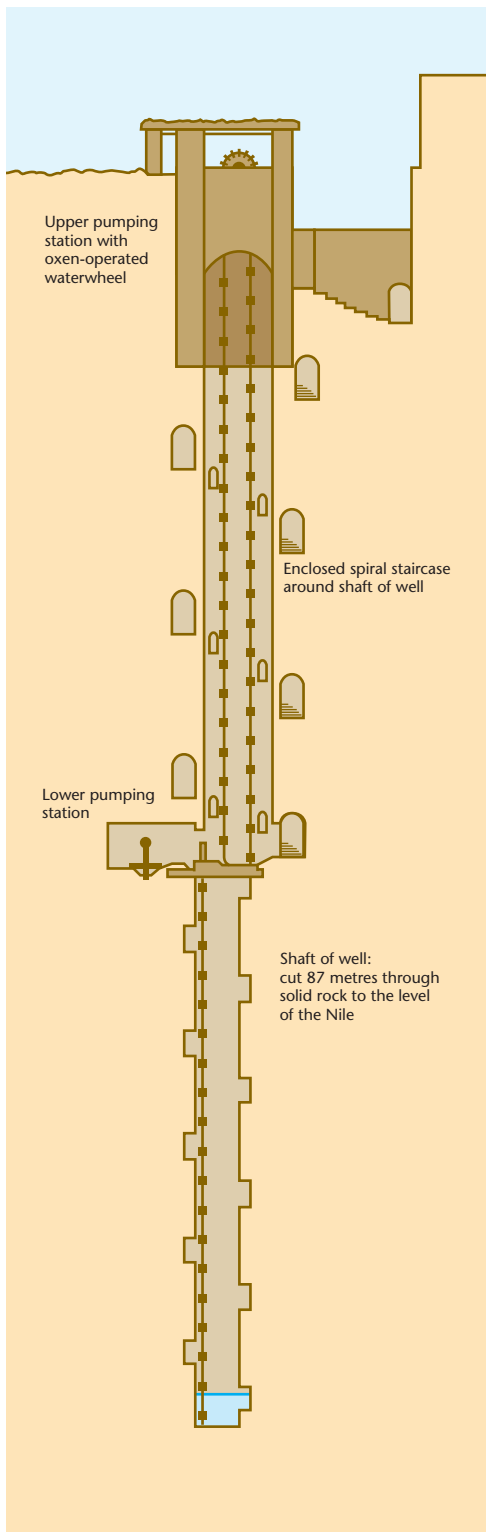 Upper pumping
station with
oxen-operated
waterwheel
Enclosed spiral staircase
around shaft of well
Lower pumping
station
Shaft of well:
cut 87 metres through
solid rock to the level
of the Nile